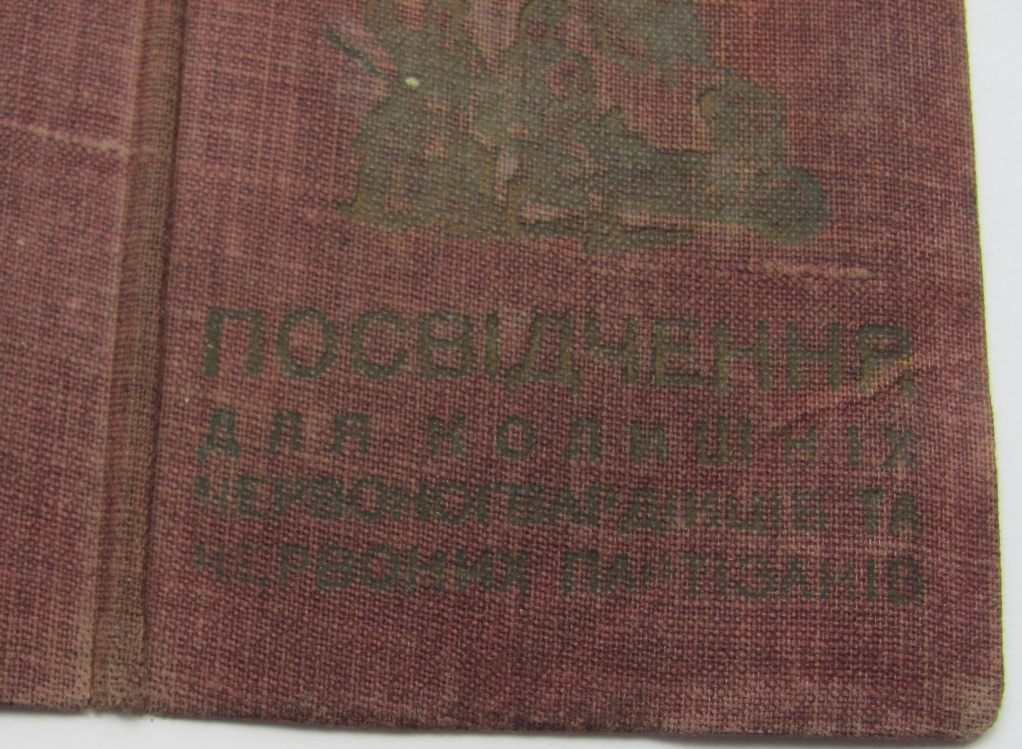 ПОСВІДЧЕННЯ
ДЛЯ КОЛИШНІХ
ЧЕРВОНОГВАРДІЙЦІВ ТА
ЧЕРВОНИХ ПАРТІЗАНІВ